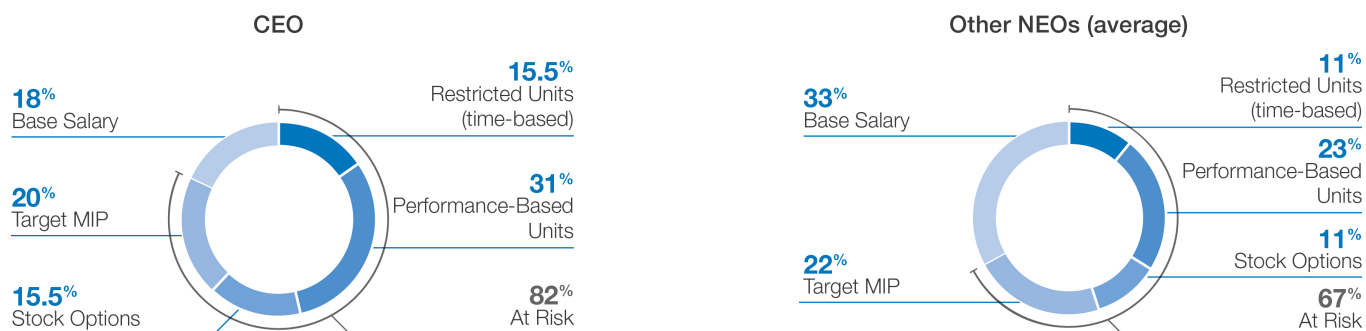 CEO
18%
Base Salary
20%
Target MIP
15.5%
Stock Options
15.5%
Restricted Units
(time-based)
31%
Performance-Based
Units
82%
At Risk
Other NEOs (average)
33%
Base Salary
22%
Target MIP
11%
Restricted Units
(time-based)
23%
Performance-Based
Units
11%
Stock Options
67%
At Risk